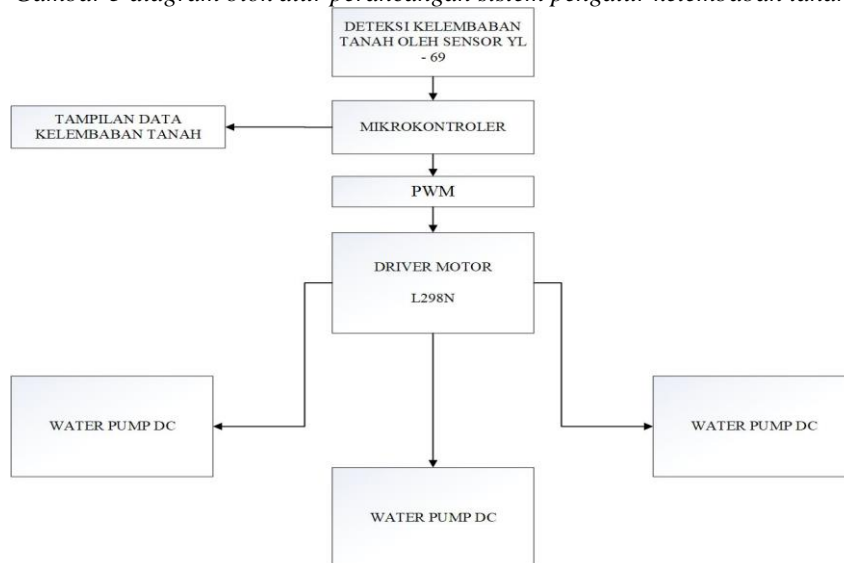 DETEKSI KELEMBABAN
TANAH OLEH SENSOR YL
- 69
TAMPILAN DATA
KELEMBABAN TANAH
MIKROKONTROLER
PWM
DRIVER MOTOR
L298N
WATER PUMP DC
WATER PUMP DC
WATER PUMP DC